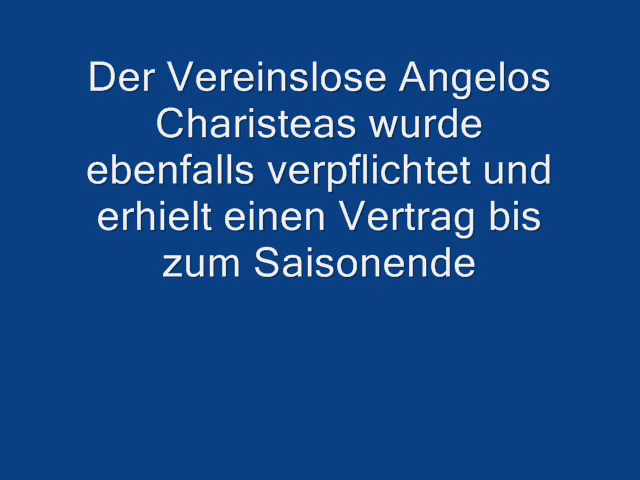 Der Vereinslose Angelos
Charisteas wurde
ebenfalls verpflichtet und
erhielt einen Vertrag bis
zum Saisonende